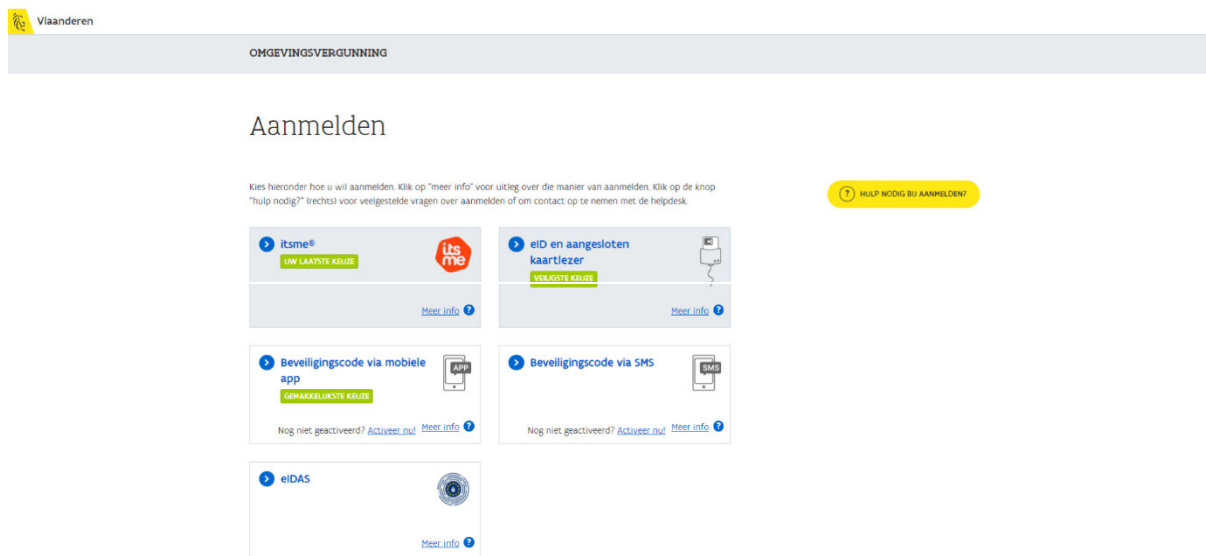 Vlaanderen
OMGEVINGSVERGUNNING
Aanmelden
Kies hieronder hoe u wil aanmelden. Klik op "meer info" voor uitleg over die manier van aanmelden. Klik op de knop
"hulp nodig?" (rechts) voor veelgestelde vragen over aanmelden of om contact op te nemen met de helpdesk.
? HULP NODIG BIJ AANMELDEN?
itsme®
UW LAATSTE KEUZE
its
me
Meer info ?
eID en aangesloten
kaartlezer
VEILIGSTE KEUZE
Meer info ?
Beveiligingscode via mobiele
app
GEMAKKELIJKSTE KEUZE
APP
Nog niet geactiveerd? Activeer nu! Meer info ?
Beveiligingscode via SMS
SMS
Nog niet geactiveerd? Activeer nu! Meer info ?
eIDAS
Meer info ?